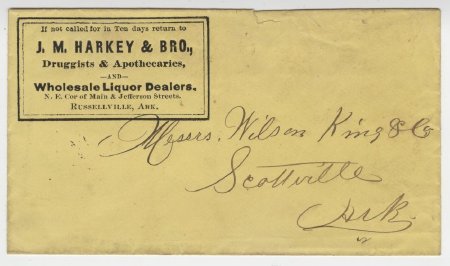 If not called for in Ten days return to
J. M. HARKEY & BRO.,
Druggists & Apothecaries,
—AND—
Wholesale Liquor Dealers.
N. E. Cor of Main & Jefferson Streets.
RUSSELLVILLE, ARK.
Messrs. Wilson King & Co
Scottville
Ark.